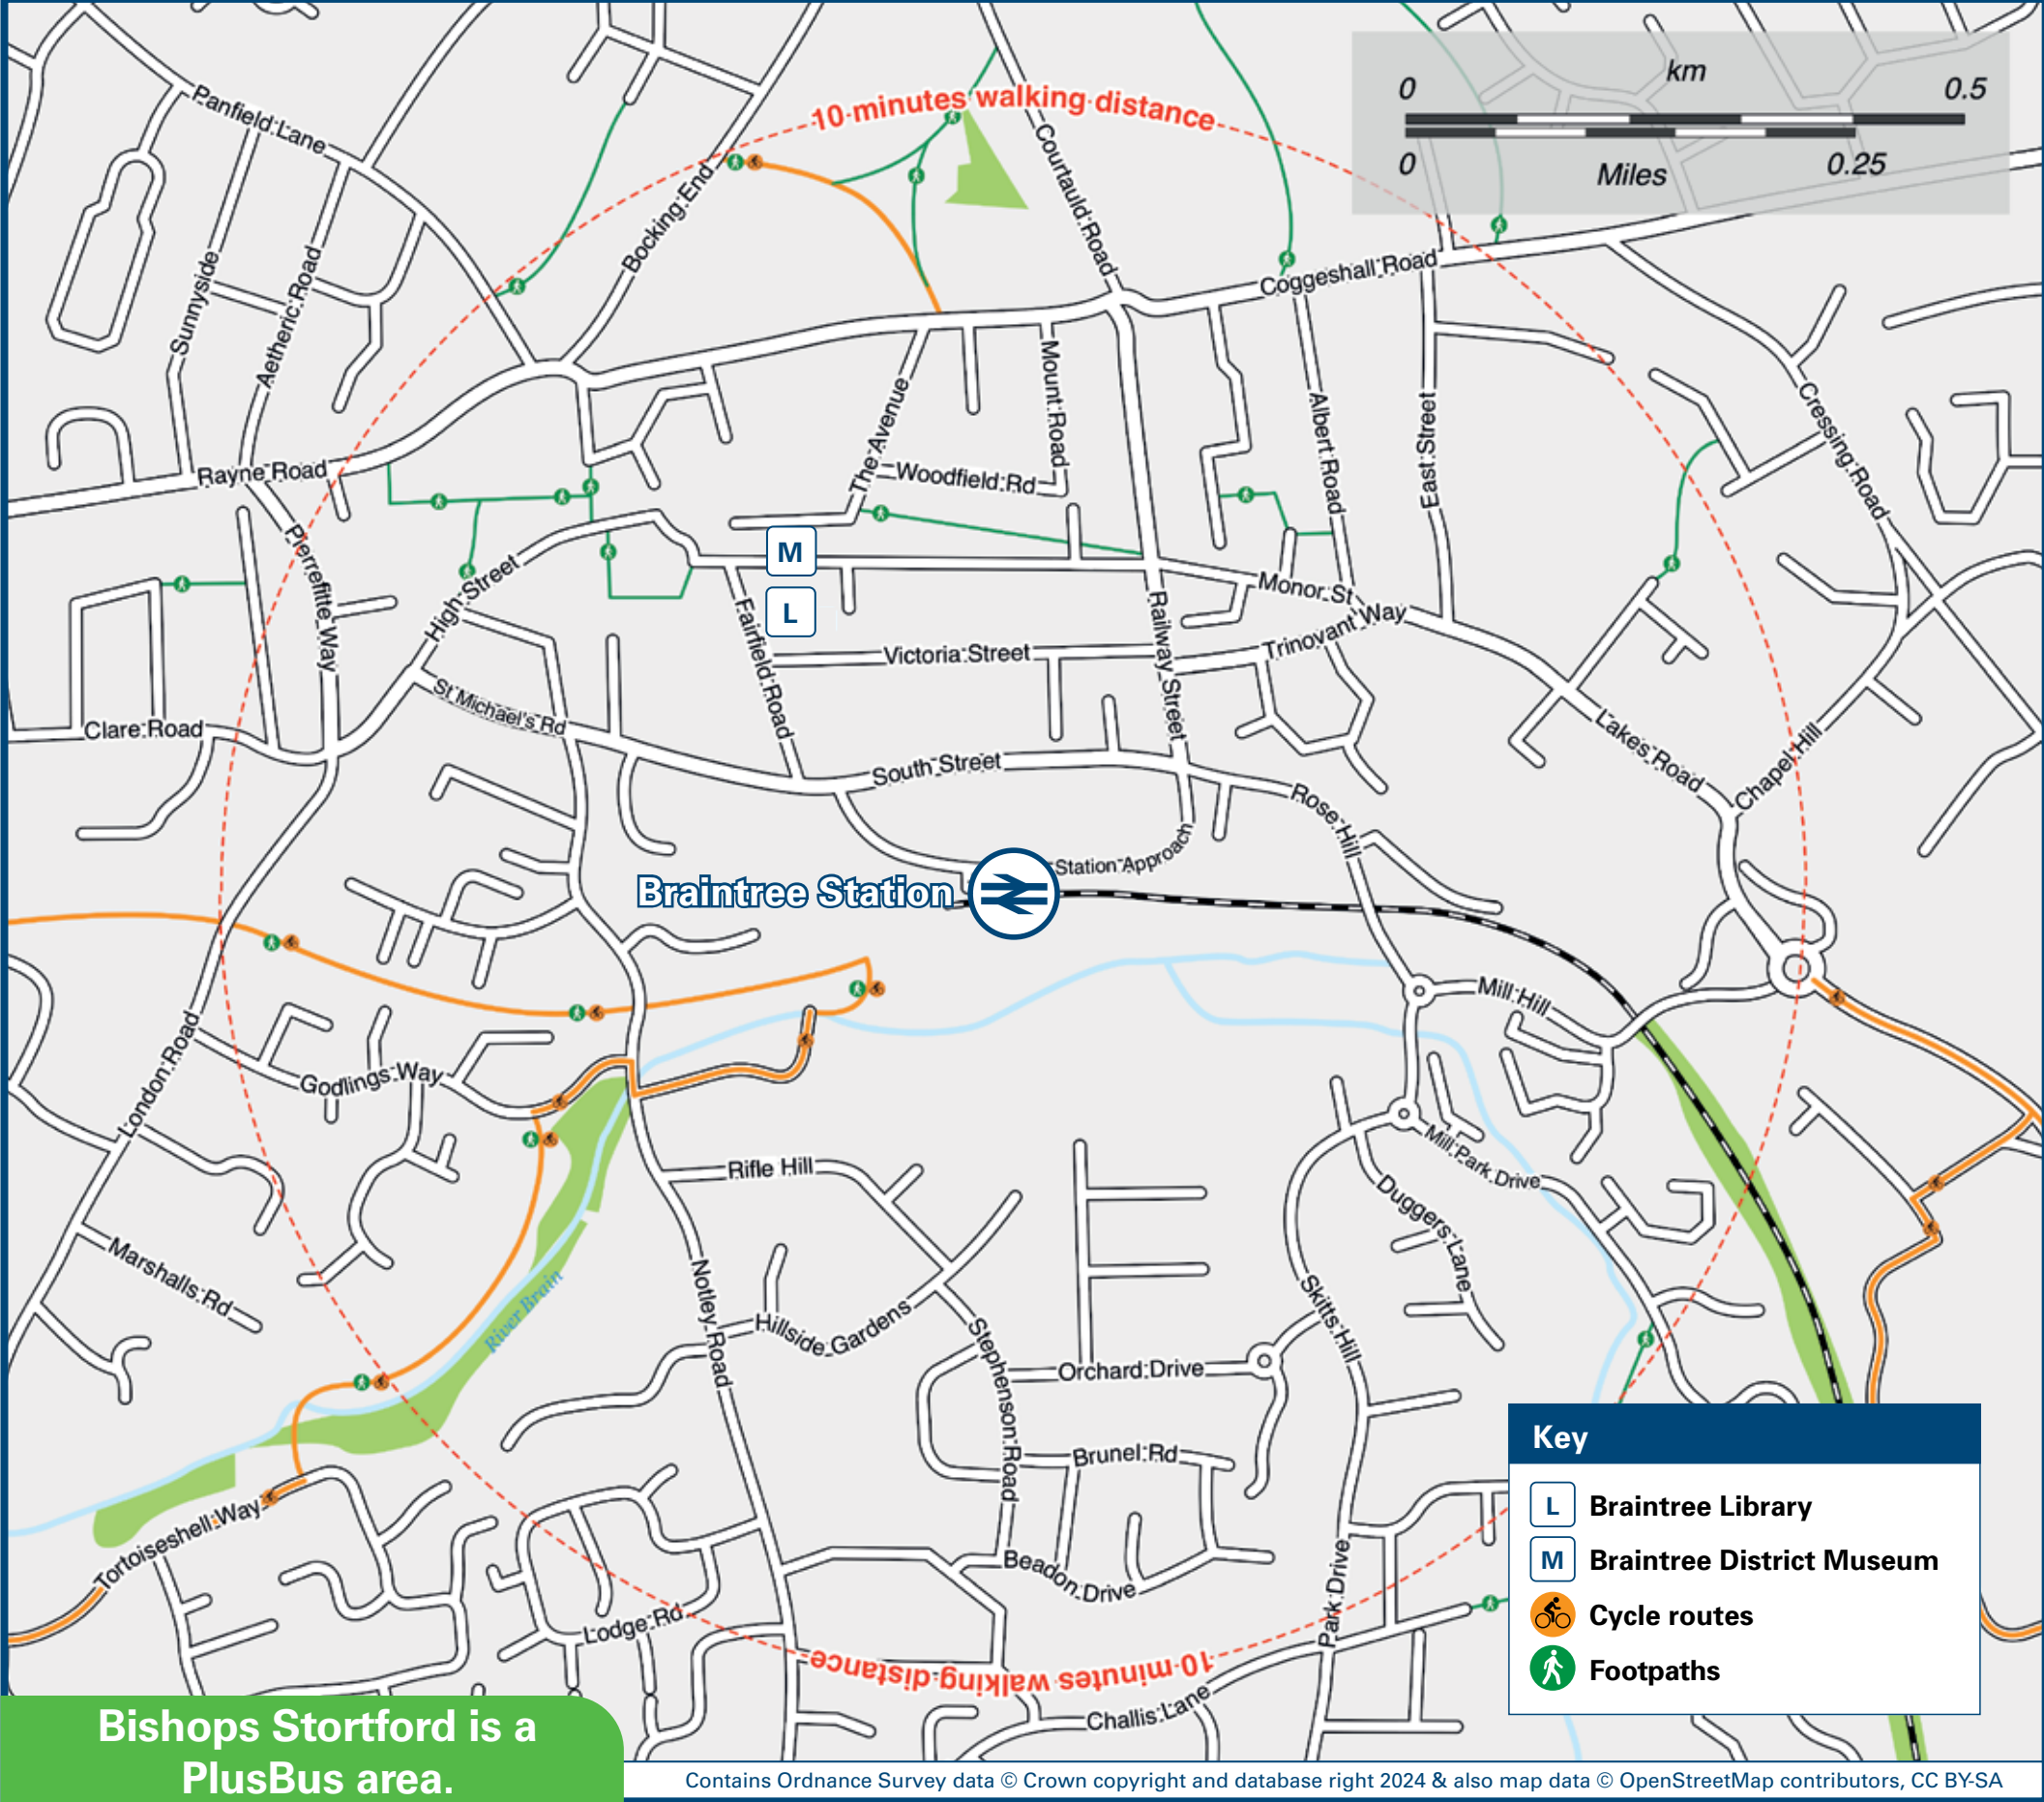 km
0
0.5
0
Miles
0.25
10 minutes walking distance
Panfield Lane
Bocking End
Courtauld Road
Coggeshall Road
Sunnyside
Aetheric Road
Rayne Road
The Avenue
Mount Road
Woodfield Rd
Albert Road
East Street
Cressing Road
Pierrefitte Way
High Street
M
L
Fairfield Road
Monor St
Railway Street
Victoria Street
Trinovant Way
St Michael's Rd
Clare Road
South Street
Lakes Road
Chapel Hill
Rose Hill
Station Approach
Braintree Station
Mill Hill
London Road
Godlings Way
Mill Park Drive
Rifle Hill
Duggers Lane
Marshalls Rd
River Brain
Notley Road
Hillside Gardens
Stephenson Road
Skitts Hill
Orchard Drive
Brunel Rd
Tortoiseshell Way
Beadon Drive
Park Drive
Lodge Rd
10 minutes walking distance
Challis Lane
Key
L Braintree Library
M Braintree District Museum
Cycle routes
Footpaths
Bishops Stortford is a
PlusBus area.
Contains Ordnance Survey data © Crown copyright and database right 2024 & also map data © OpenStreetMap contributors, CC BY-SA